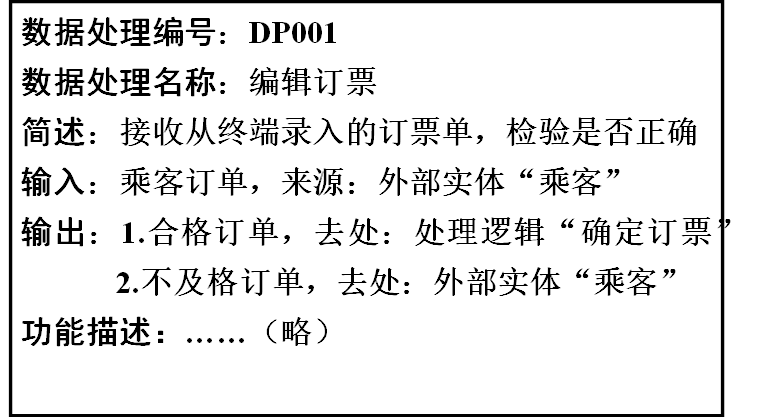 数据处理编号：DP001
数据处理名称：编辑订票
简述：接收从终端录入的订票单，检验是否正确
输入：乘客订单，来源：外部实体“乘客”
输出：1.合格订单，去处：处理逻辑“确定订票”
2.不及格订单，去处：外部实体“乘客”
功能描述：……（略）